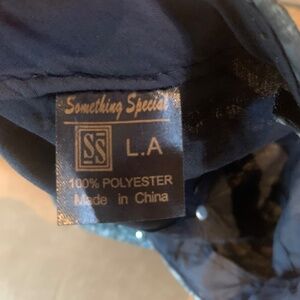 Something Special
SS L.A
100% POLYESTER
Made in China